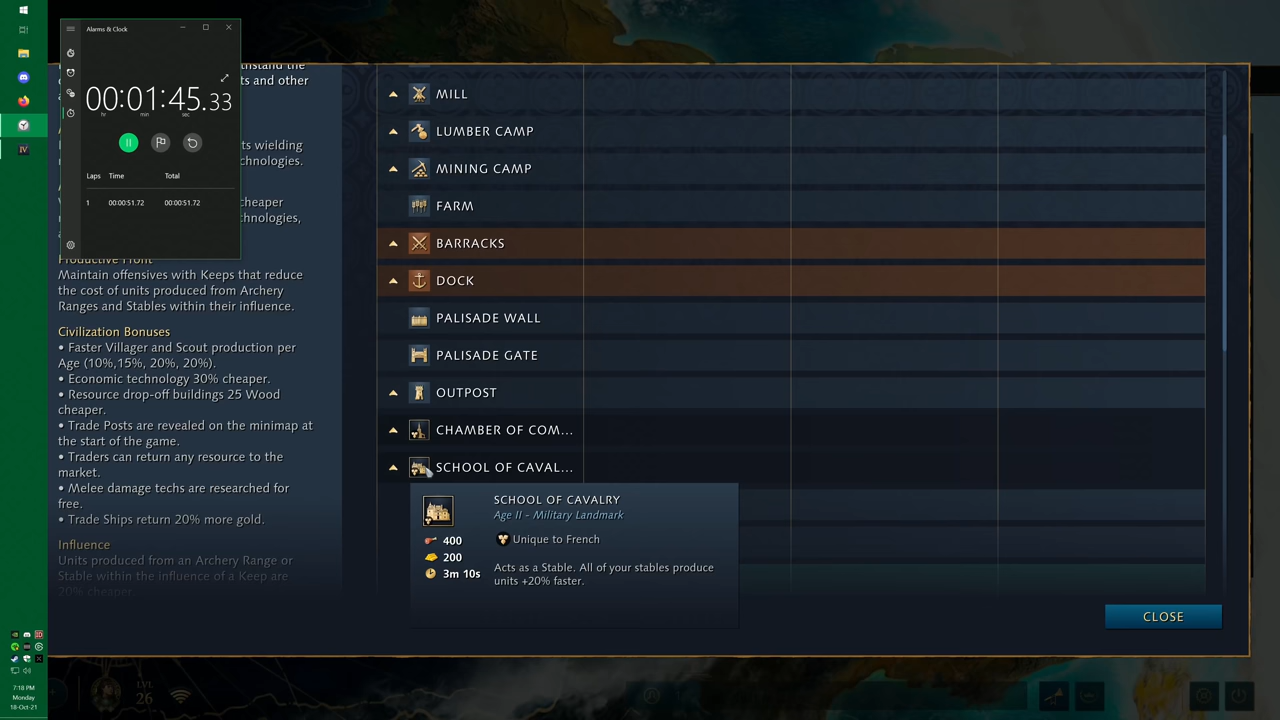 Alarms & Clock
00:01:45.33
hr min sec
Laps Time Total
1 00:00:51.72 00:00:51.72
thstand the
ts and other
ts wielding
chnologies.
cheaper
hnologies,
Productive Front
Maintain offensives with Keeps that reduce
the cost of units produced from Archery
Ranges and Stables within their influence.
Civilization Bonuses
• Faster Villager and Scout production per
Age (10%,15%, 20%, 20%).
• Economic technology 30% cheaper.
• Resource drop-off buildings 25 Wood
cheaper.
• Trade Posts are revealed on the minimap at
the start of the game.
• Traders can return any resource to the
market.
• Melee damage techs are researched for
free.
• Trade Ships return 20% more gold.
Influence
Units produced from an Archery Range or
Stable within the influence of a Keep are
20% cheaper.
MILL
LUMBER CAMP
MINING CAMP
FARM
BARRACKS
DOCK
PALISADE WALL
PALISADE GATE
OUTPOST
CHAMBER OF COM...
SCHOOL OF CAVAL...
SCHOOL OF CAVALRY
Age II - Military Landmark
400
200
3m 10s
Unique to French
Acts as a Stable. All of your stables produce
units +20% faster.
CLOSE
LVL
26
IV
7:18 PM
Monday
18-Oct-21